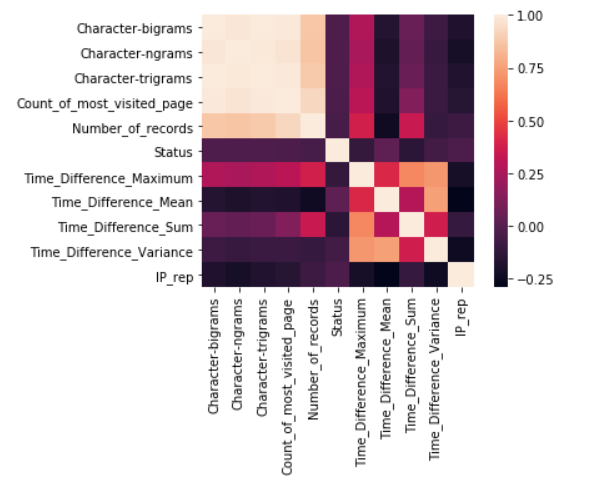 Character-bigrams
Character-ngrams
Character-trigrams
Count_of_most_visited_page
Number_of_records
Status
Time_Difference_Maximum
Time_Difference_Mean
Time_Difference_Sum
Time_Difference_Variance
IP_rep
Character-bigrams
Character-ngrams
Character-trigrams
Count_of_most_visited_page
Number_of_records
Status
Time_Difference_Maximum
Time_Difference_Mean
Time_Difference_Sum
Time_Difference_Variance
IP_rep
1.00
0.75
0.50
0.25
0.00
−0.25